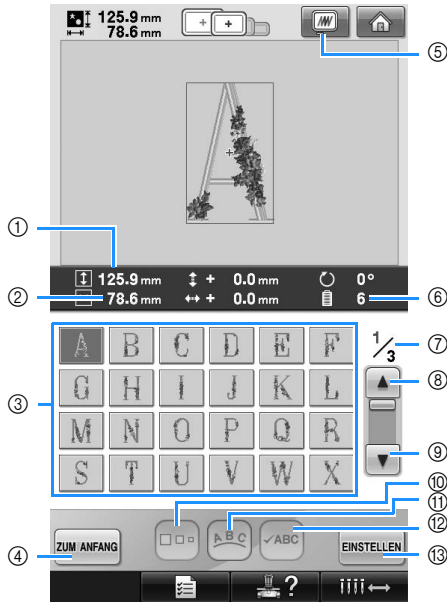 125.9 mm
78.6 mm
⑤
①
125.9 mm + 0.0 mm 0°
② 78.6 mm + 0.0 mm 6 ⑥
A B C D E F 1/3 ⑦
G H I J K L ⑧
③
M N O P Q R
S T U V W X ⑨
⑩
⑪
ABC ✓ABC ⑫
④ ZUM ANFANG EINSTELLEN ⑬
?